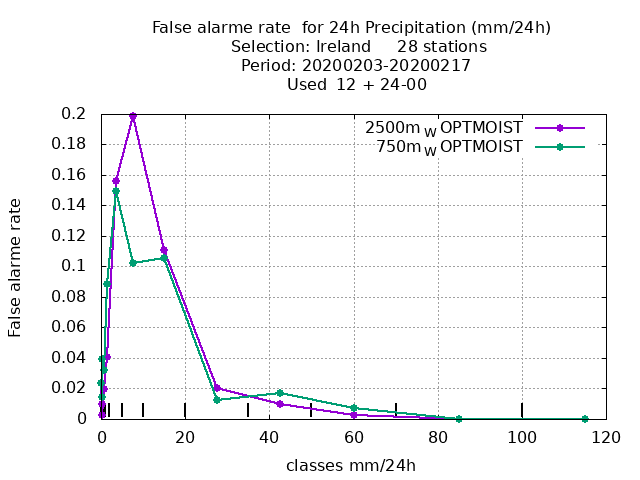 False alarme rate  for 24h Precipitation (mm/24h)
Selection: Ireland     28 stations
Period: 20200203-20200217
Used  12 + 24-00
2500m W OPTMOIST
750m W OPTMOIST
False alarme rate
0.2
0.18
0.16
0.14
0.12
0.1
0.08
0.06
0.04
0.02
0
0 20 40 60 80 100 120
classes mm/24h